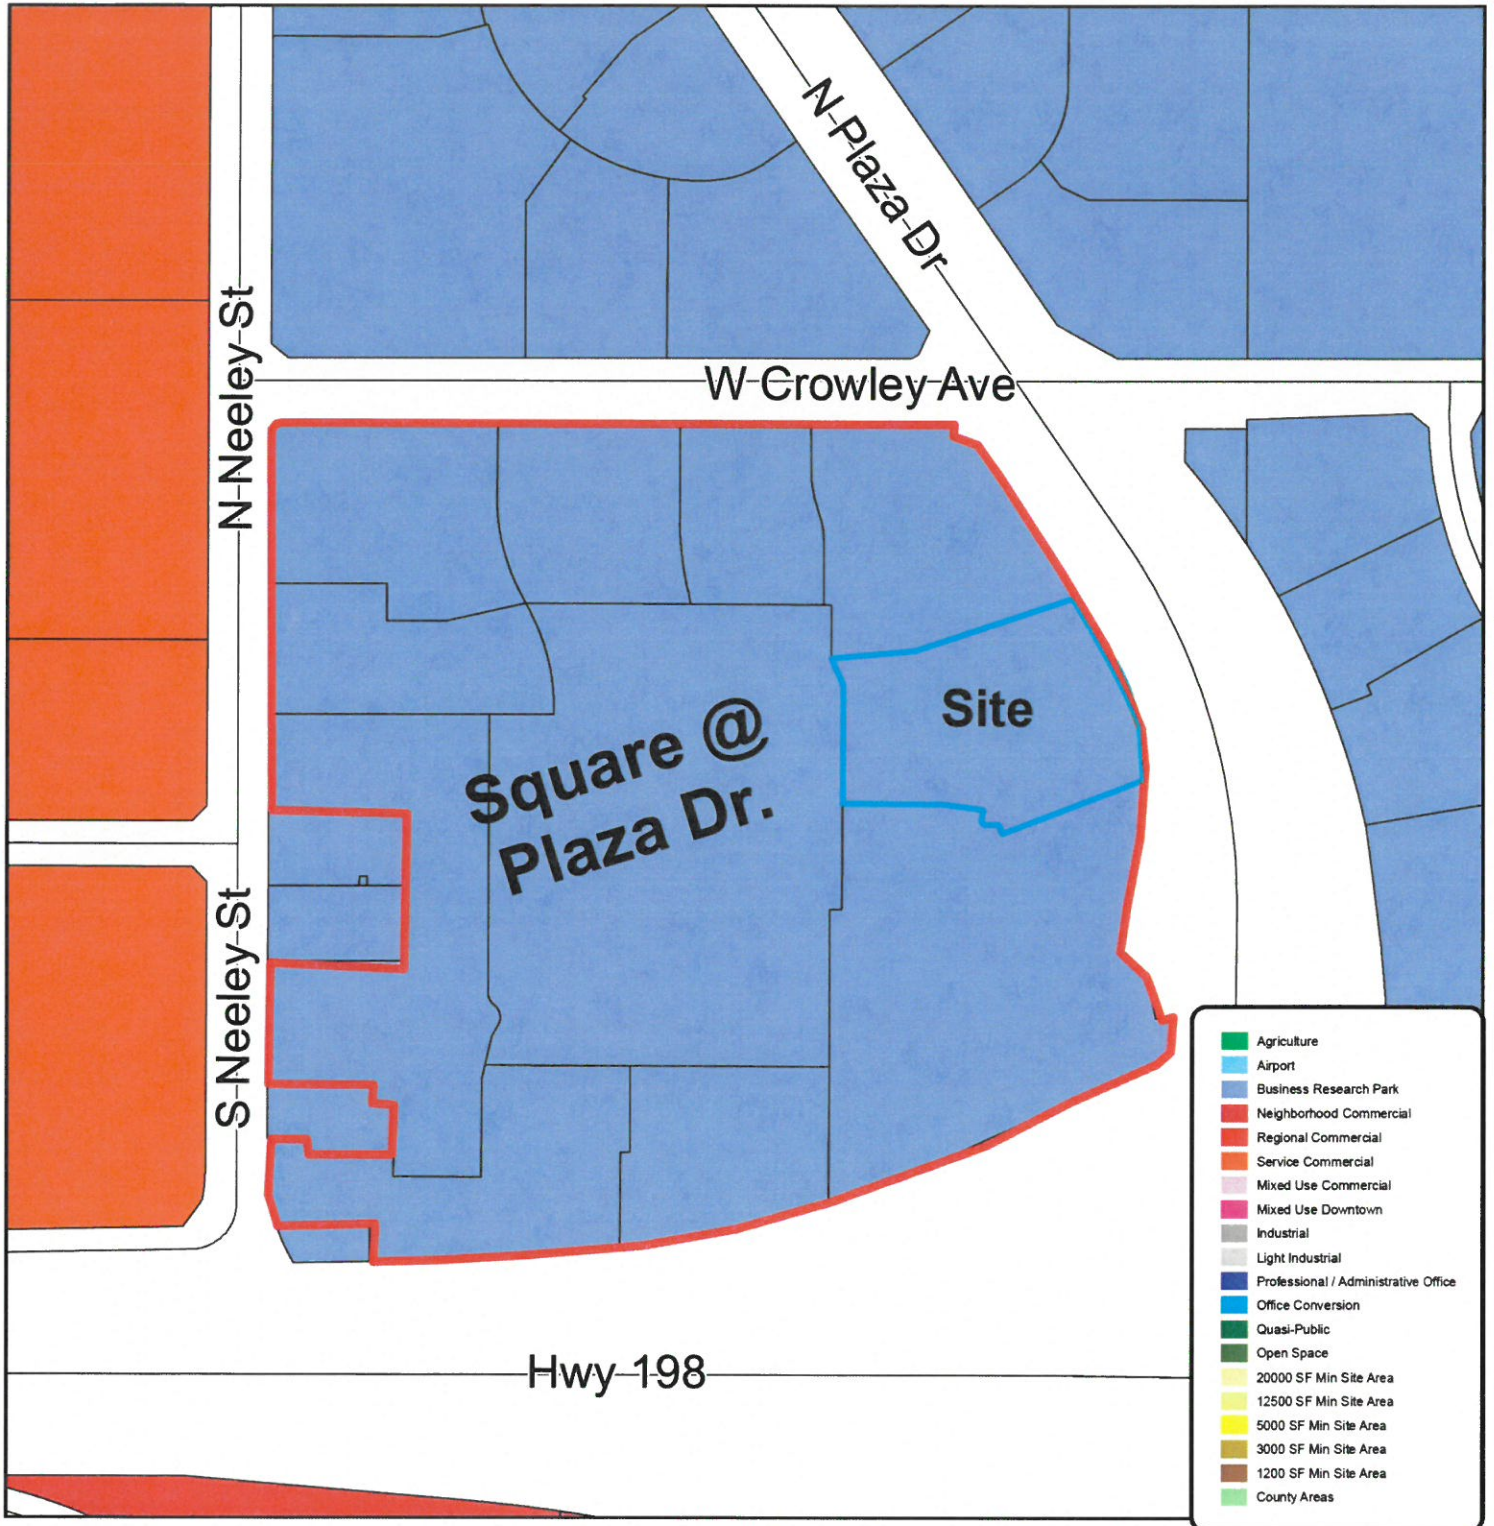 N Plaza Dr
N Neeley St
W Crowley Ave
Site
Square @
Plaza Dr.
S Neeley St
Hwy 198
Agriculture
Airport
Business Research Park
Neighborhood Commercial
Regional Commercial
Service Commercial
Mixed Use Commercial
Mixed Use Downtown
Industrial
Light Industrial
Professional / Administrative Office
Office Conversion
Quasi-Public
Open Space
20000 SF Min Site Area
12500 SF Min Site Area
5000 SF Min Site Area
3000 SF Min Site Area
1200 SF Min Site Area
County Areas